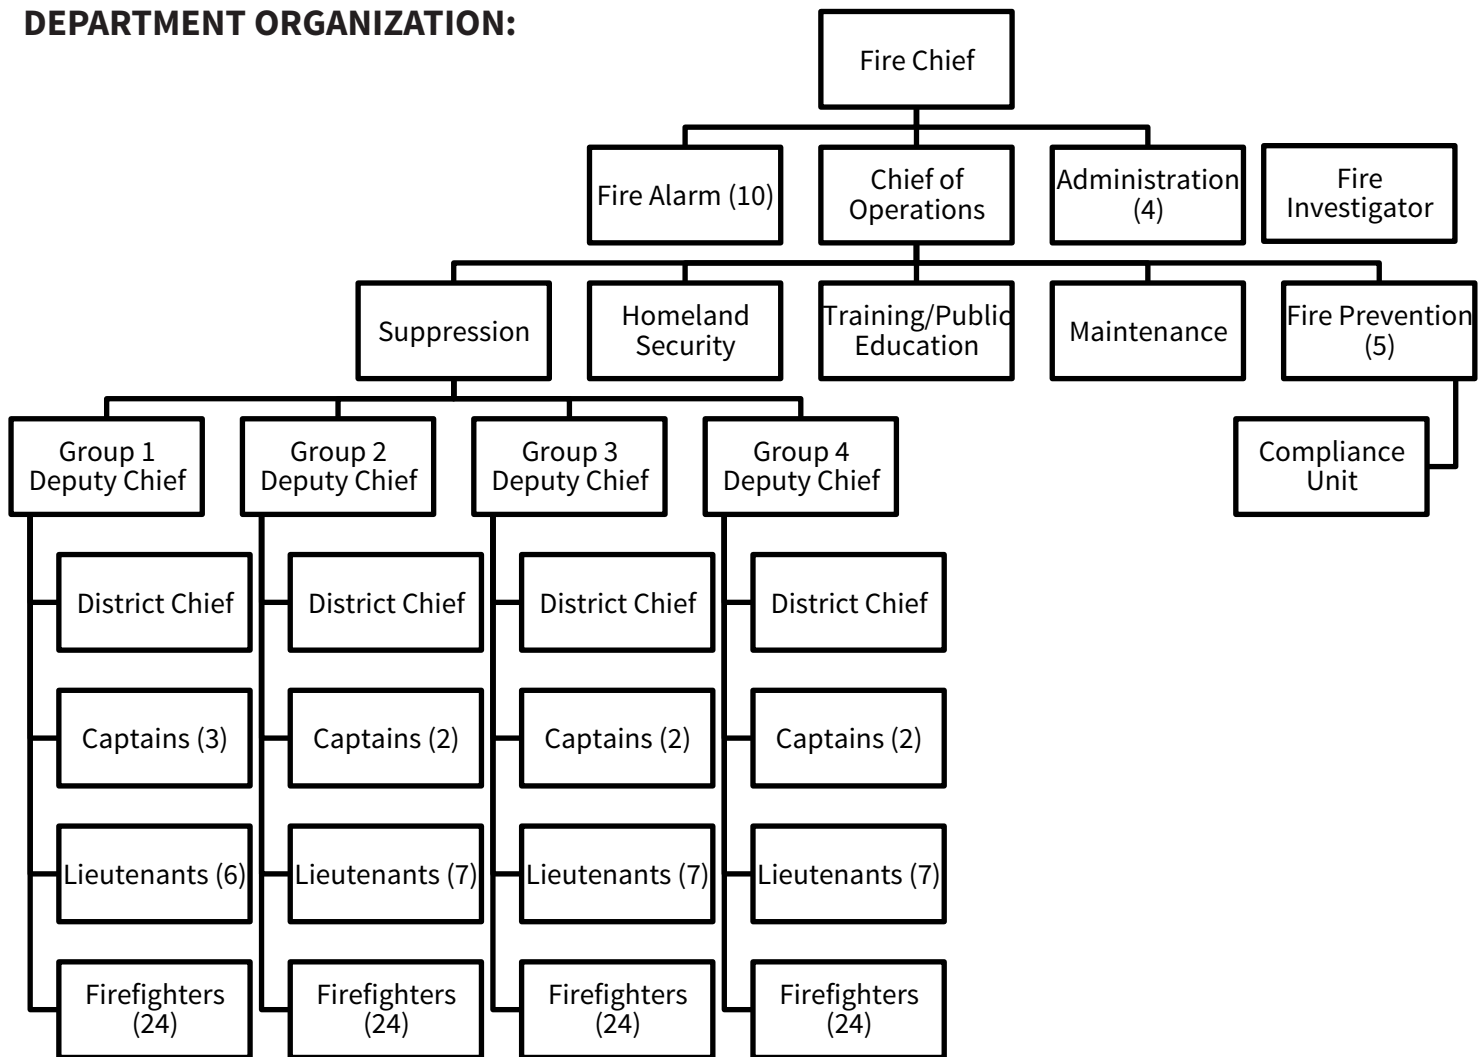 DEPARTMENT ORGANIZATION:
Fire Chief
Fire Alarm (10)
Chief of
Operations
Administration
(4)
Fire
Investigator
Suppression
Homeland
Security
Training/Public
Education
Maintenance
Fire Prevention
(5)
Group 1
Deputy Chief
Group 2
Deputy Chief
Group 3
Deputy Chief
Group 4
Deputy Chief
Compliance
Unit
District Chief
District Chief
District Chief
District Chief
Captains (3)
Captains (2)
Captains (2)
Captains (2)
Lieutenants (6)
Lieutenants (7)
Lieutenants (7)
Lieutenants (7)
Firefighters
(24)
Firefighters
(24)
Firefighters
(24)
Firefighters
(24)